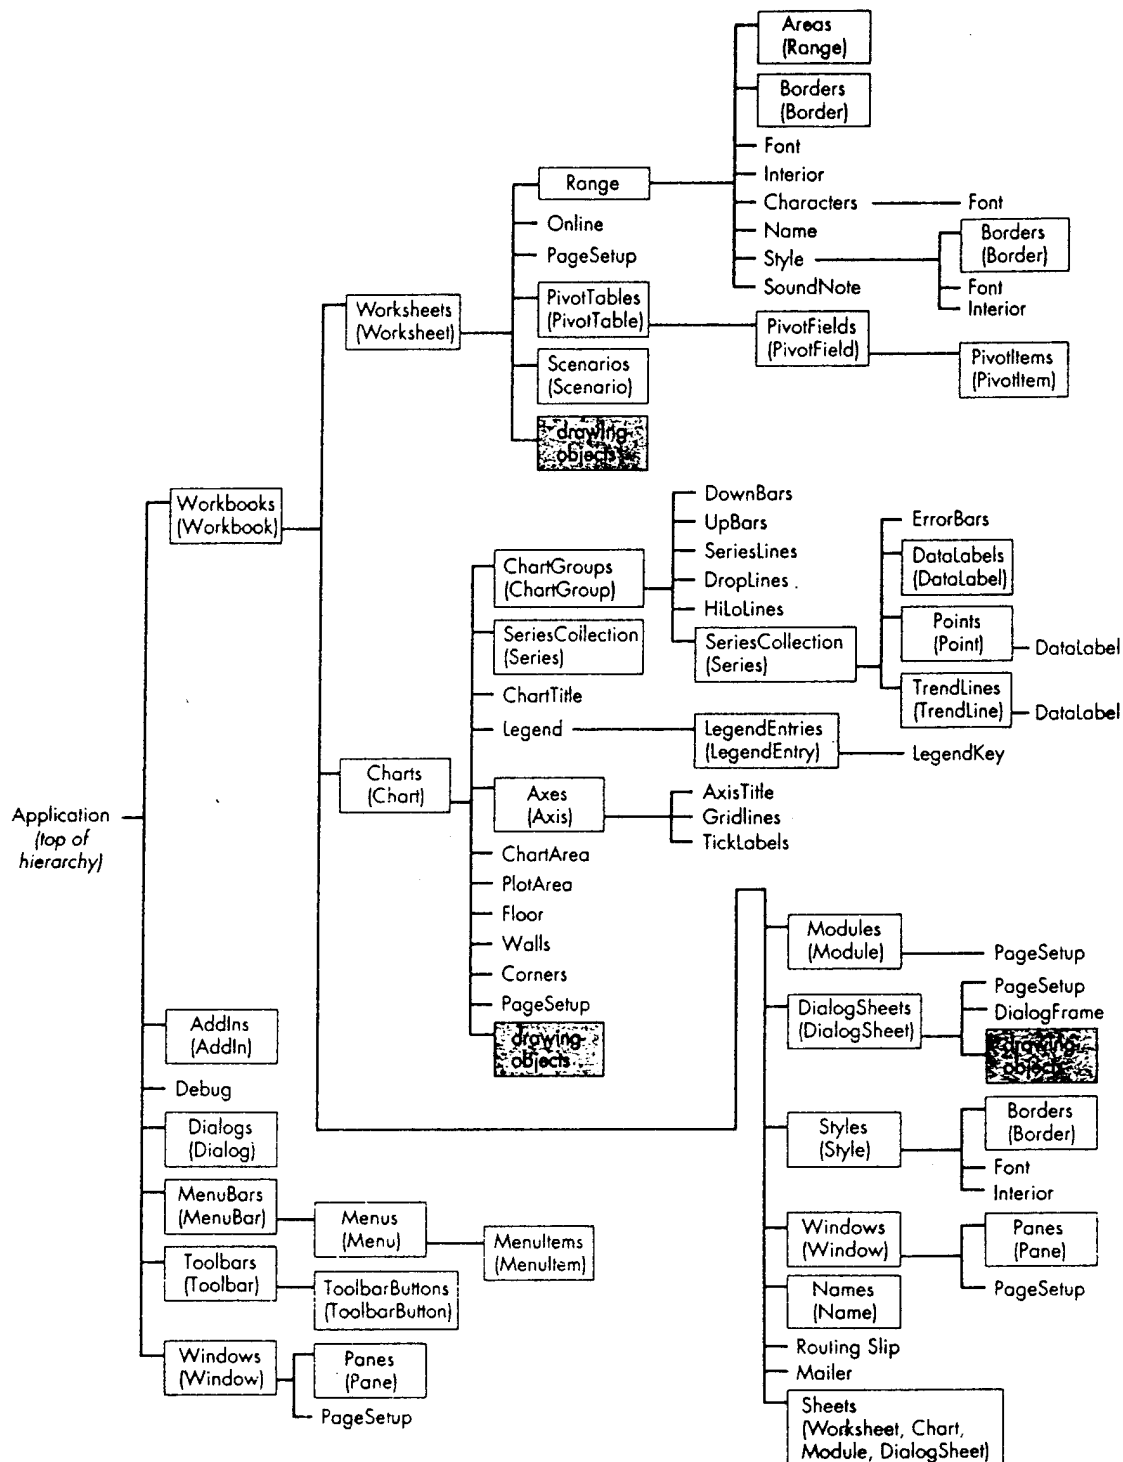 Areas
(Range)
Borders
(Border)
Font
Interior
Characters
Font
Name
Style
Borders
(Border)
Font
Interior
SoundNote
Range
Online
PageSetup
PivotTables
(PivotTable)
PivotFields
(PivotField)
PivotItems
(PivotItem)
Scenarios
(Scenario)
drawing-
objects
Worksheets
(Worksheet)
Workbooks
(Workbook)
DownBars
UpBars
SeriesLines
DropLines
HiLoLines
SeriesCollection
(Series)
ErrorBars
DataLabels
(DataLabel)
Points
(Point)
DataLabel
TrendLines
(TrendLine)
DataLabel
ChartGroups
(ChartGroup)
SeriesCollection
(Series)
ChartTitle
Legend
LegendEntries
(LegendEntry)
LegendKey
Charts
(Chart)
Axes
(Axis)
AxisTitle
Gridlines
TickLabels
ChartArea
PlotArea
Floor
Walls
Corners
PageSetup
drawing-
objects
Application
(top of
hierarchy)
AddIns
(AddIn)
Debug
Dialogs
(Dialog)
MenuBars
(MenuBar)
Menus
(Menu)
MenuItems
(MenuItem)
Toolbars
(Toolbar)
ToolbarButtons
(ToolbarButton)
Windows
(Window)
Panes
(Pane)
PageSetup
Modules
(Module)
PageSetup
DialogSheets
(DialogSheet)
PageSetup
DialogFrame
drawing-
objects
Styles
(Style)
Borders
(Border)
Font
Interior
Windows
(Window)
Panes
(Pane)
PageSetup
Names
(Name)
Routing Slip
Mailer
Sheets
(Worksheet, Chart,
Module, DialogSheet)